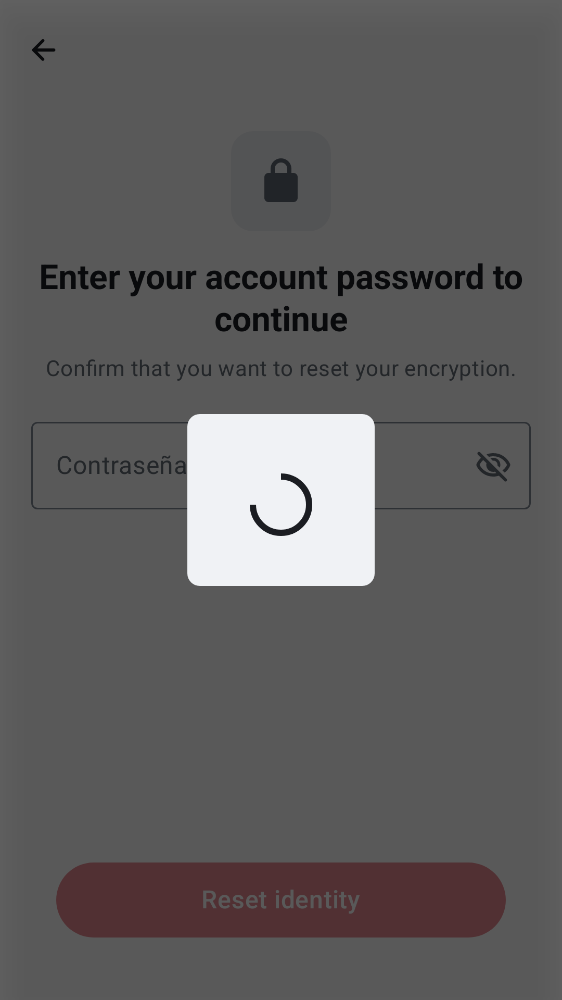 Enter your account password to
continue
Confirm that you want to reset your encryption.
Contraseña
Reset identity